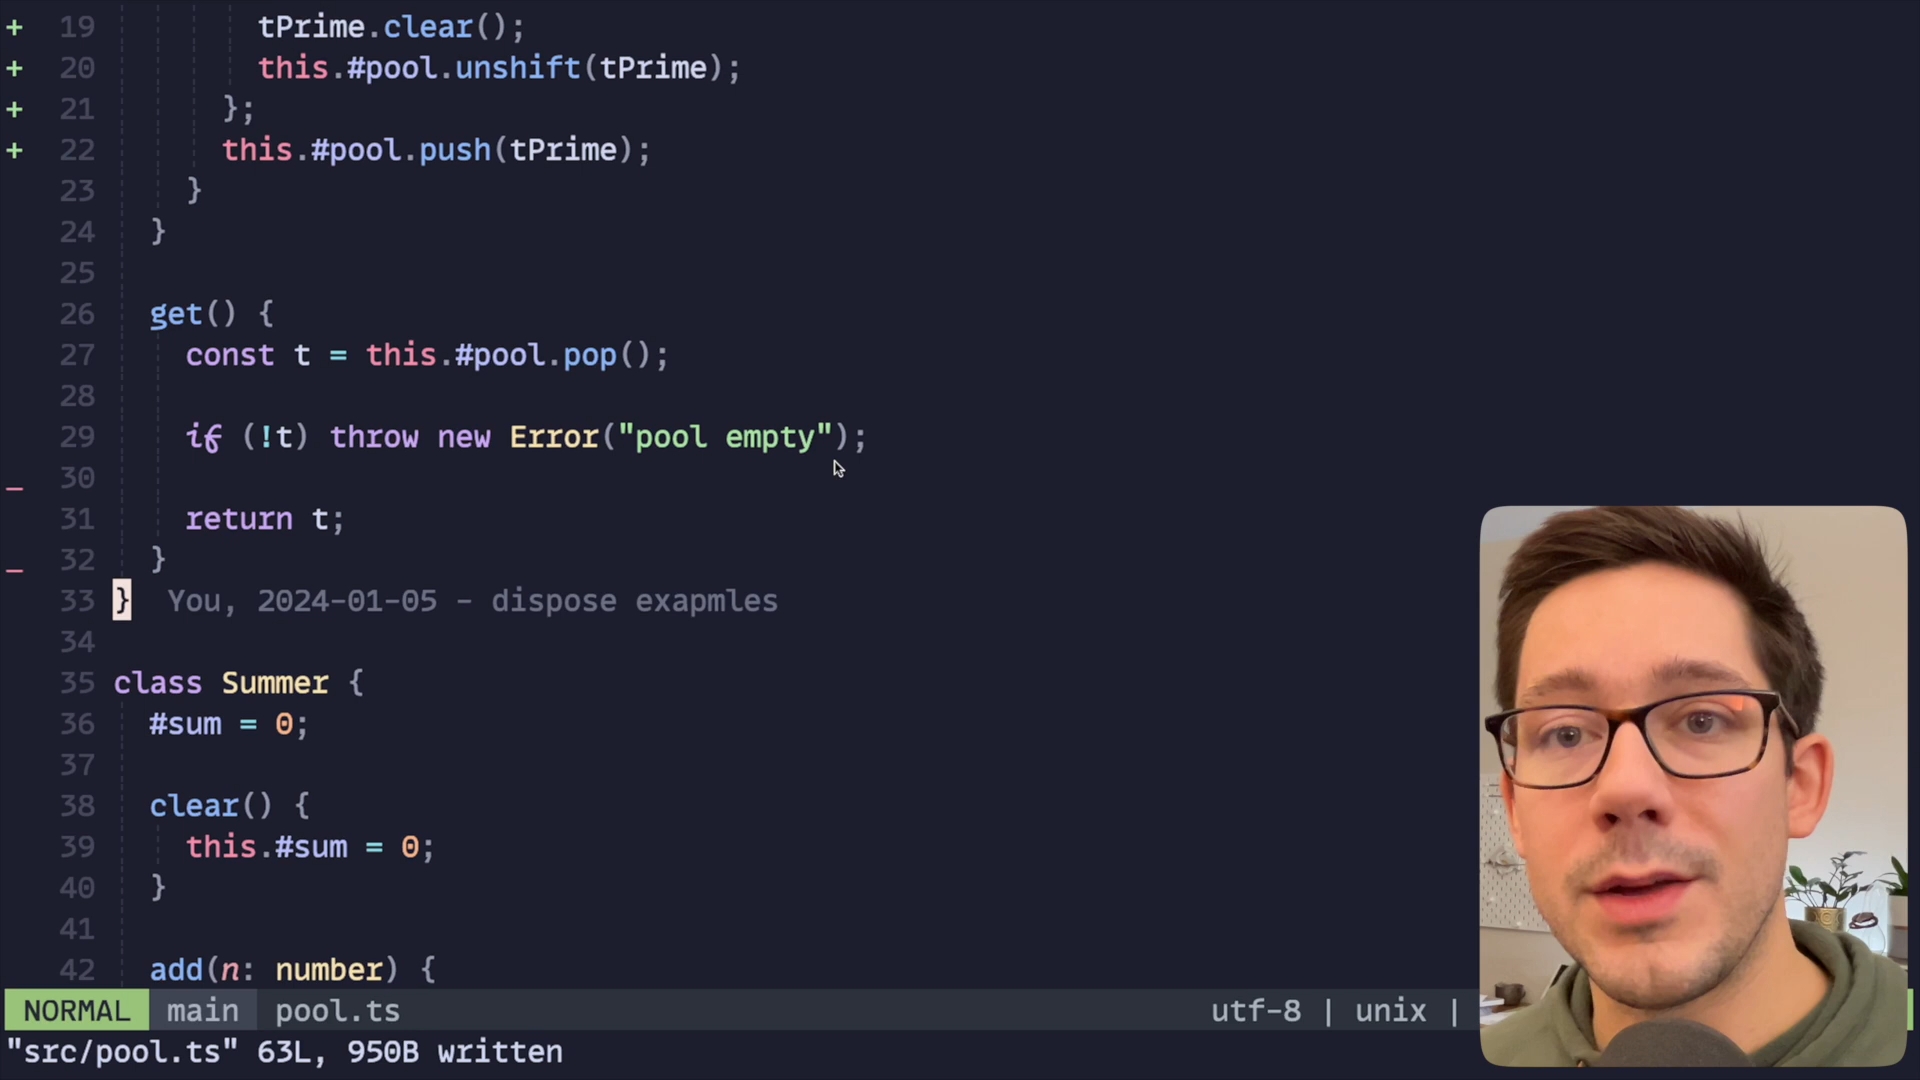 + 19 tPrime.clear();
+ 20 this.#pool.unshift(tPrime);
+ 21 };
+ 22 this.#pool.push(tPrime);
23 }
24 }
25
26 get() {
27 const t = this.#pool.pop();
28
29 if (!t) throw new Error("pool empty");
_ 30
31 return t;
_ 32 }
33 } You, 2024-01-05 - dispose exapmles
34
35 class Summer {
36 #sum = 0;
37
38 clear() {
39 this.#sum = 0;
40 }
41
42 add(n: number) {
NORMAL main pool.ts utf-8 | unix |
"src/pool.ts" 63L, 950B written